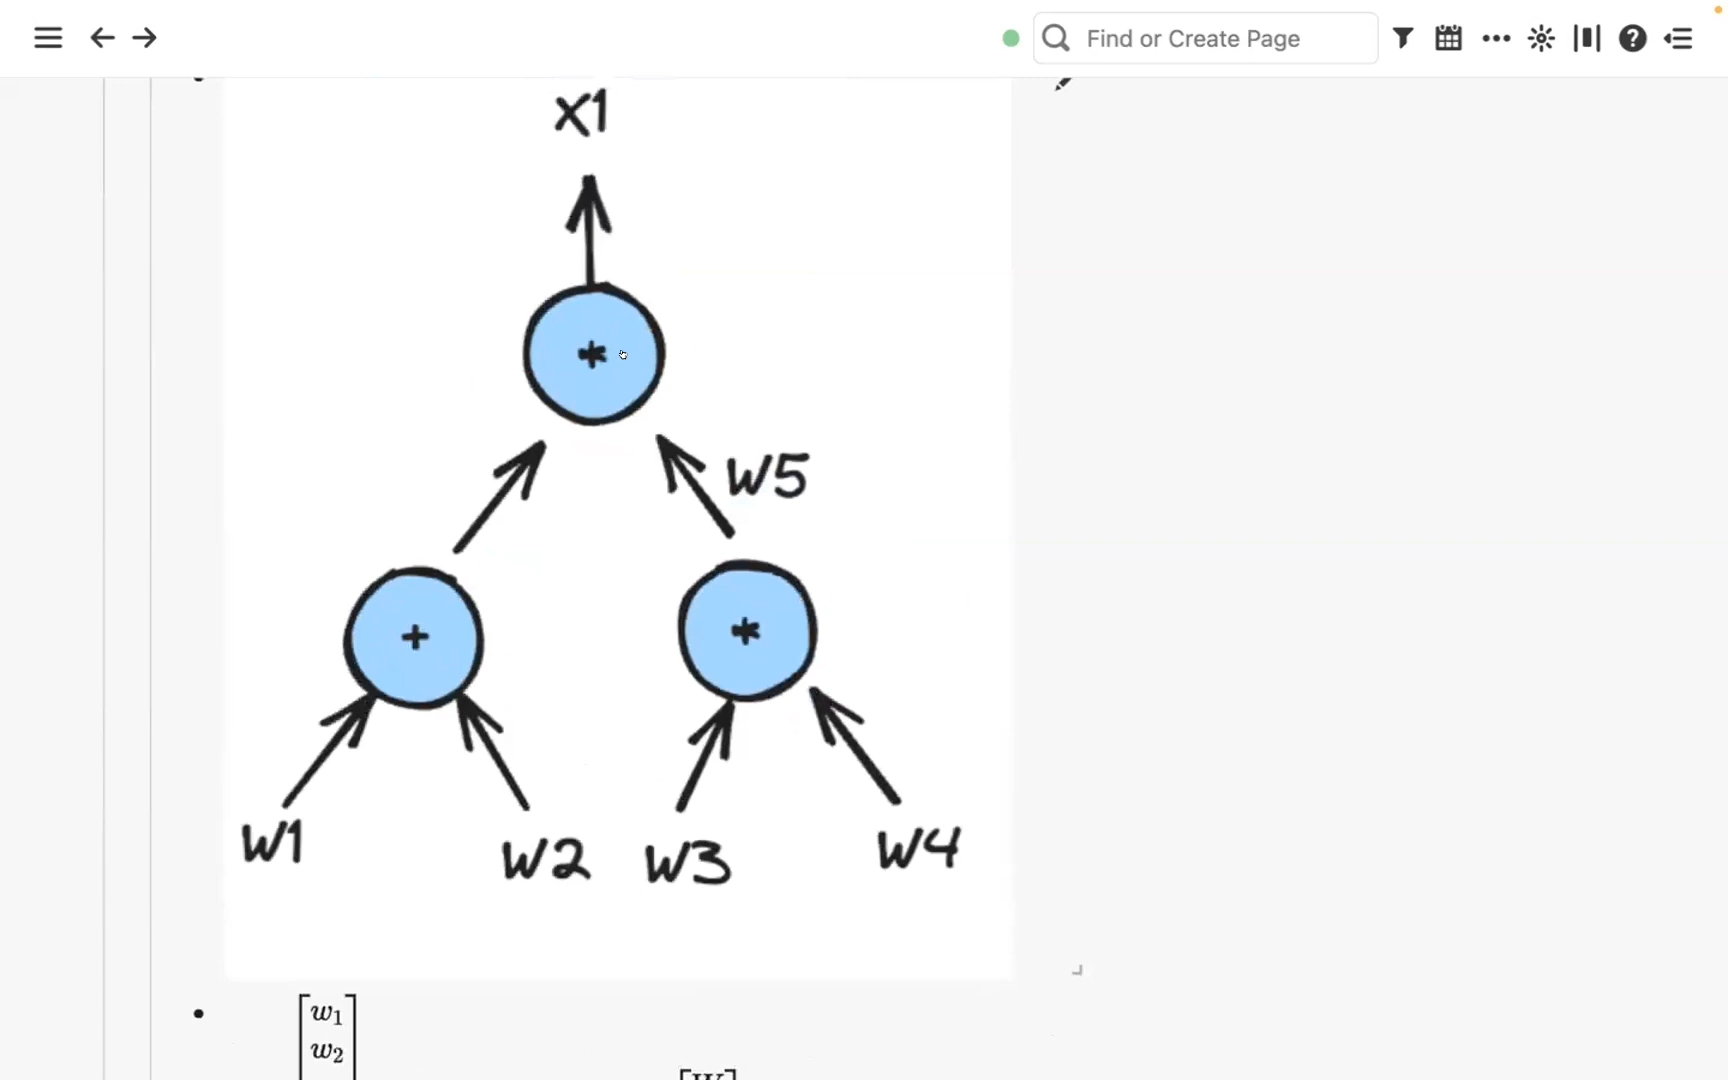 Find or Create Page
x1
*
W5
+
*
W1 W2 W3 W4
w₁
w₂